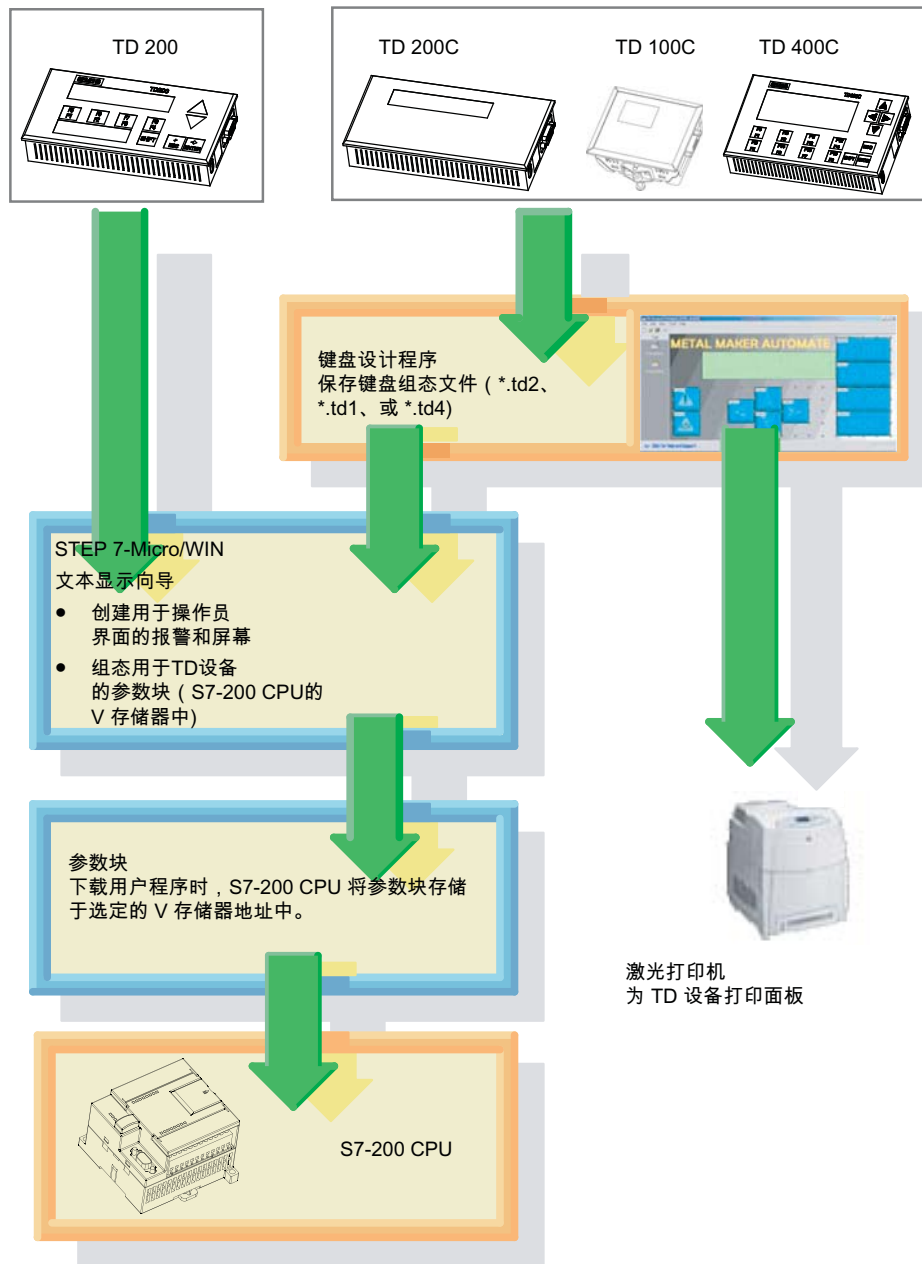 TD 200
TD 200C
TD 100C
TD 400C
METAL MAKER AUTOMATE
键盘设计程序
保存键盘组态文件（*.td2、
*.td1、或 *.td4)
STEP 7-Micro/WIN
文本显示向导
● 创建用于操作员
界面的报警和屏幕
● 组态用于TD设备
的参数块（S7-200 CPU的
V 存储器中)
参数块
下载用户程序时，S7-200 CPU 将参数块存储
于选定的 V 存储器地址中。
激光打印机
为 TD 设备打印面板
S7-200 CPU